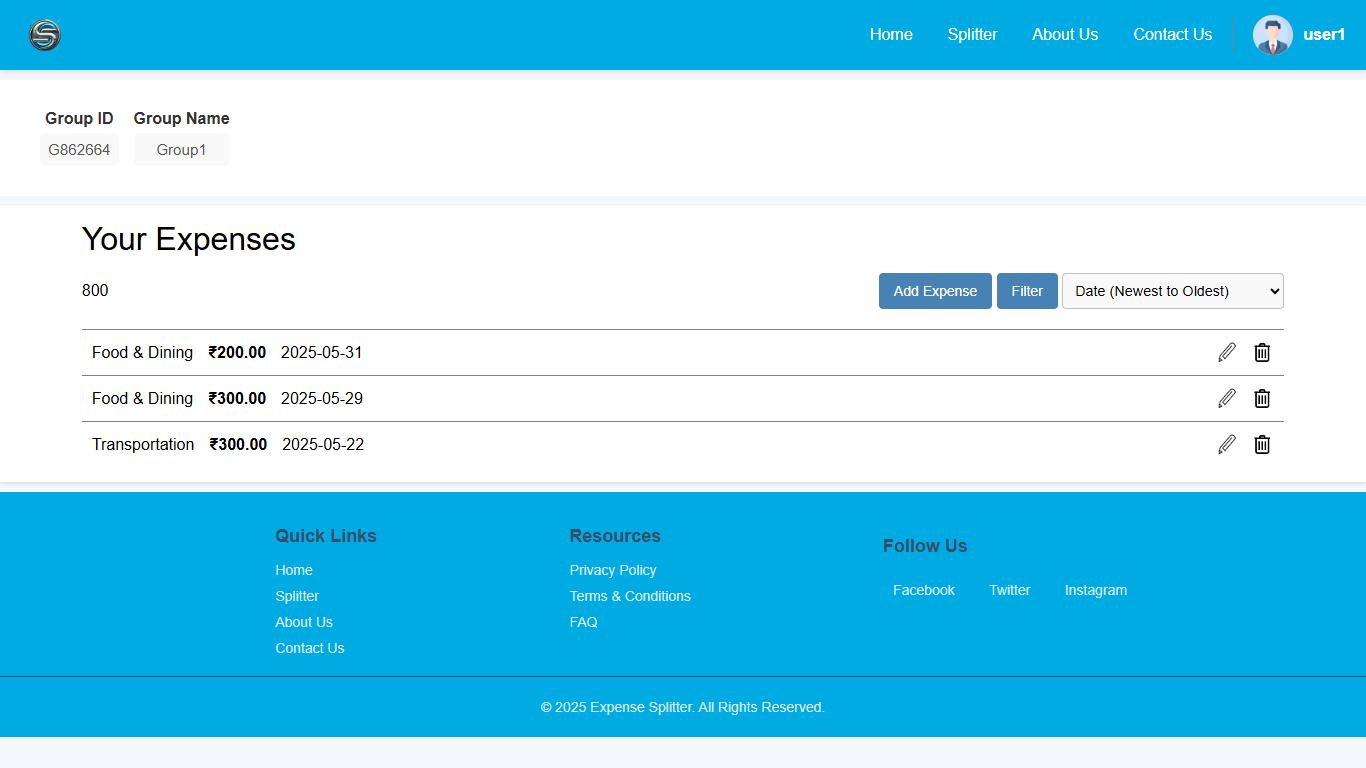 Home Splitter About Us Contact Us user1
Group ID Group Name
G862664 Group1
Your Expenses
800 Add Expense Filter Date (Newest to Oldest)
Food & Dining ₹200.00 2025-05-31
Food & Dining ₹300.00 2025-05-29
Transportation ₹300.00 2025-05-22
Quick Links
Home
Splitter
About Us
Contact Us
Resources
Privacy Policy
Terms & Conditions
FAQ
Follow Us
Facebook Twitter Instagram
© 2025 Expense Splitter. All Rights Reserved.